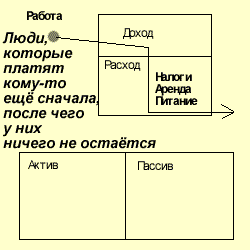 Работа
Люди,
которые
платят
кому-то
ещё сначала,
после чего
у них
ничего не остаётся
Доход
Расход
Налоги
Аренда
Питание
Актив
Пассив